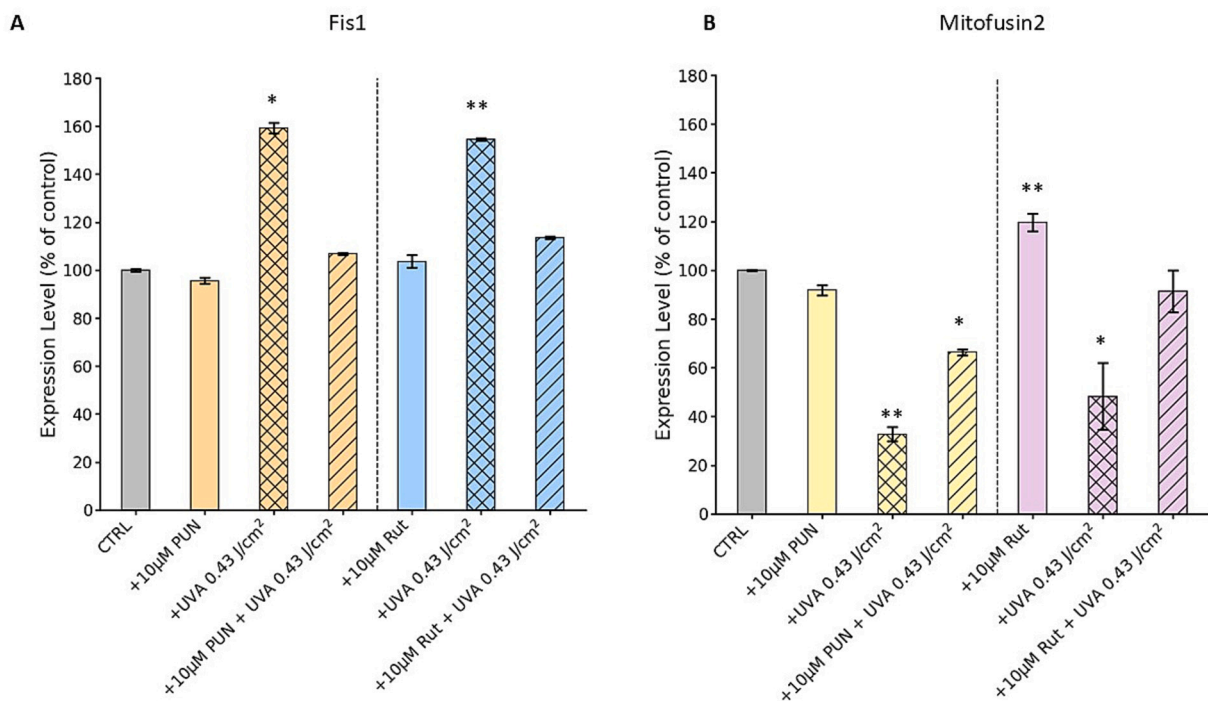 A
Fis1
Expression Level (% of control)
180
160
140
120
100
80
60
40
20
0
*
**
CTRL
+10μM PUN
+UVA 0.43 J/cm²
+10μM PUN + UVA 0.43 J/cm²
+10μM Rut
+UVA 0.43 J/cm²
+10μM Rut + UVA 0.43 J/cm²
B
Mitofusin2
Expression Level (% of control)
180
160
140
120
100
80
60
40
20
0
**
*
**
*
CTRL
+10μM PUN
+UVA 0.43 J/cm²
+10μM PUN + UVA 0.43 J/cm²
+10μM Rut
+UVA 0.43 J/cm²
+10μM Rut + UVA 0.43 J/cm²